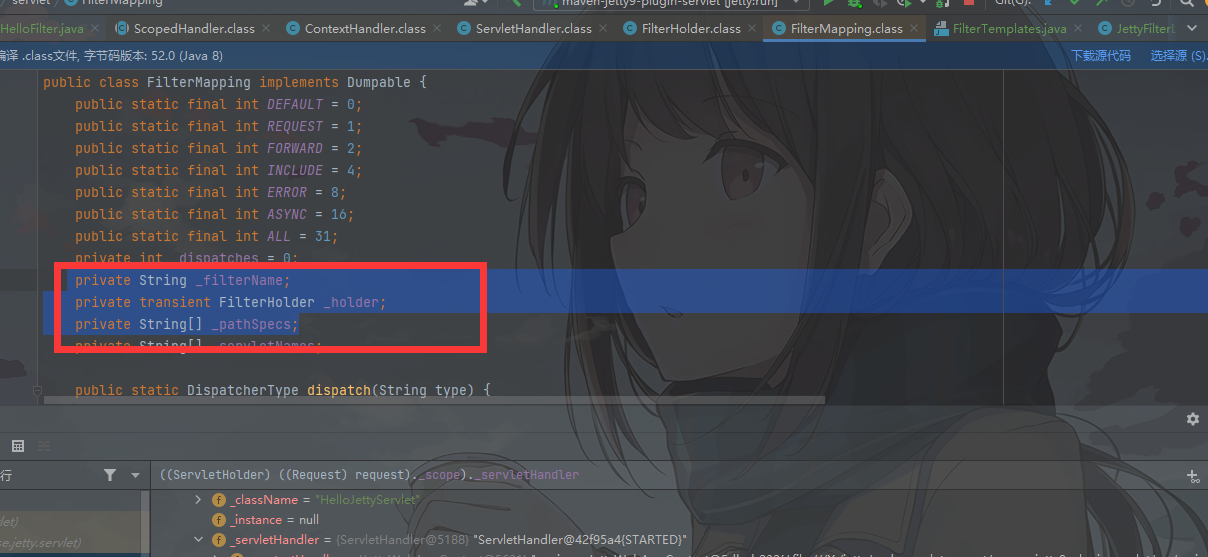 servlet  FilterMapping  maven-jetty9-plugin-servlet [jetty:run]  Git(G):
HelloFilter.java  ScopedHandler.class  ContextHandler.class  ServletHandler.class  FilterHolder.class  FilterMapping.class  FilterTemplates.java  JettyFilterI
编译 .class文件, 字节码版本: 52.0 (Java 8)  下载源代码  选择源 (S)
public class FilterMapping implements Dumpable {
public static final int DEFAULT = 0;
public static final int REQUEST = 1;
public static final int FORWARD = 2;
public static final int INCLUDE = 4;
public static final int ERROR = 8;
public static final int ASYNC = 16;
public static final int ALL = 31;
private int _dispatches = 0;
private String _filterName;
private transient FilterHolder _holder;
private String[] _pathSpecs;
private String[] _servletNames;
public static DispatcherType dispatch(String type) {
行  ((ServletHolder) ((Request) request)._scope)._servletHandler
_className = "HelloJettyServlet"
let)  _instance = null
se.jetty.servlet)  _servletHandler = {ServletHandler@5188} "ServletHandler@42f95a4{STARTED}"